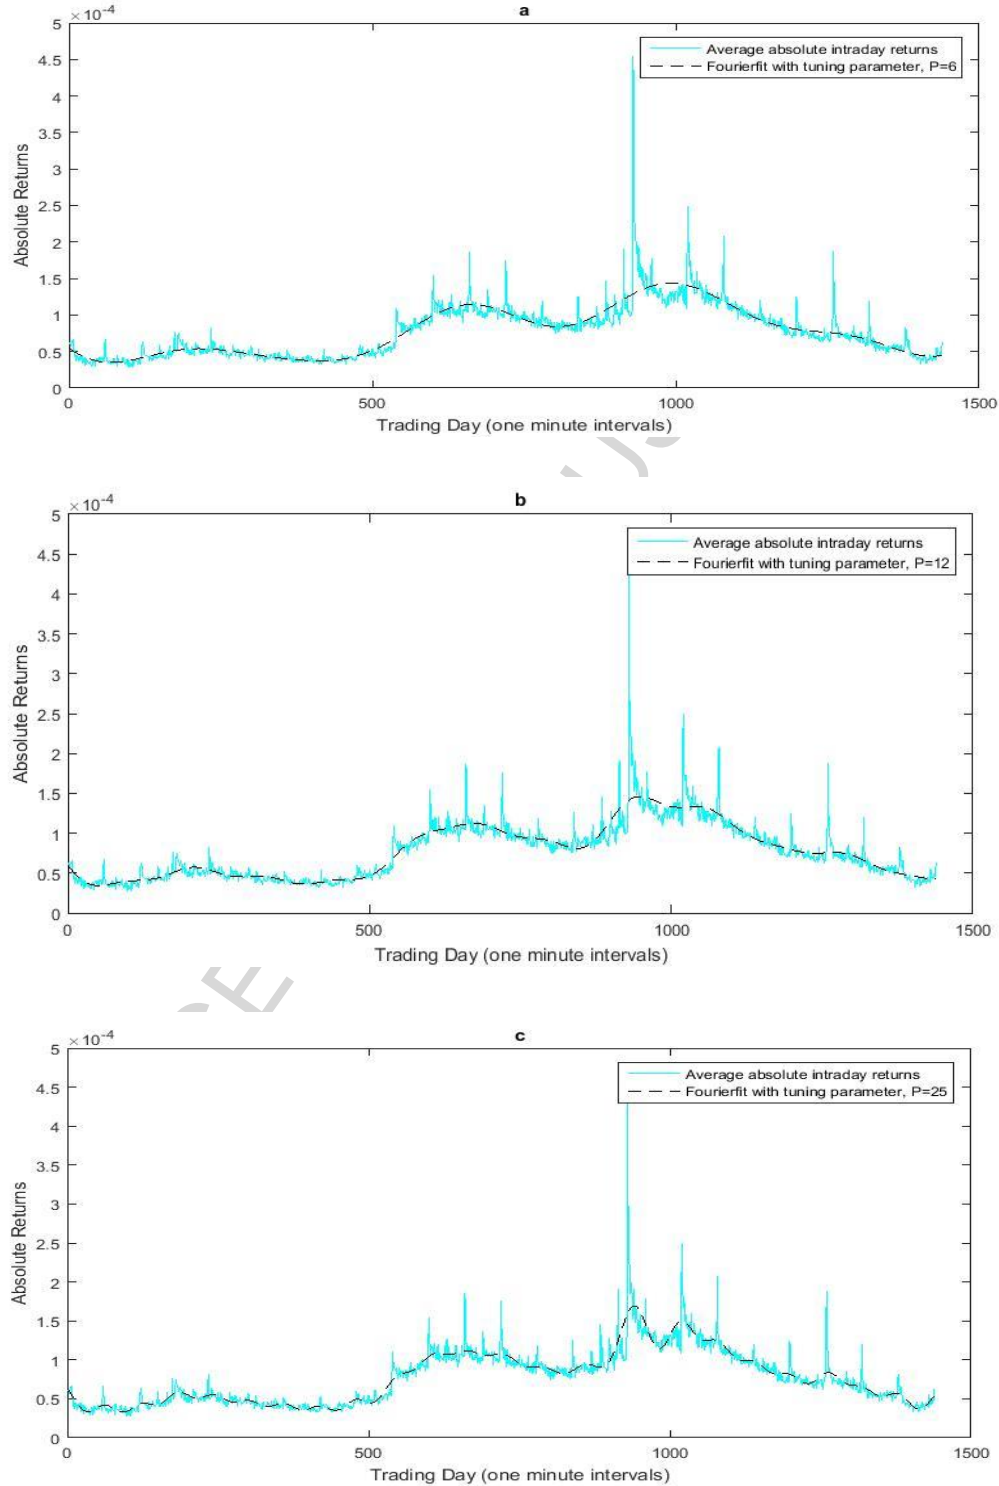 a
×10-4
5
4.5
4
3.5
3
2.5
2
1.5
1
0.5
0
Absolute Returns
Average absolute intraday returns
Fourierfit with tuning parameter, P=6
0 500 1000 1500
Trading Day (one minute intervals)
b
×10-4
5
4.5
4
3.5
3
2.5
2
1.5
1
0.5
0
Absolute Returns
Average absolute intraday returns
Fourierfit with tuning parameter, P=12
0 500 1000 1500
Trading Day (one minute intervals)
c
×10-4
5
4.5
4
3.5
3
2.5
2
1.5
1
0.5
0
Absolute Returns
Average absolute intraday returns
Fourierfit with tuning parameter, P=25
0 500 1000 1500
Trading Day (one minute intervals)